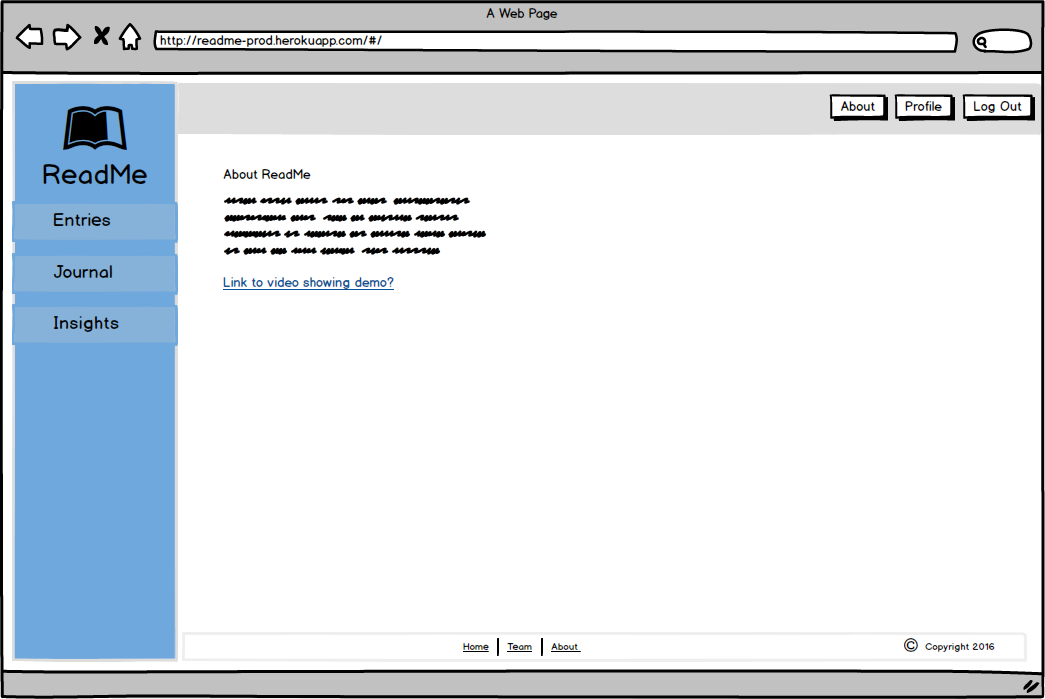 A Web Page
http://readme-prod.herokuapp.com/#/
About Profile Log Out
ReadMe
Entries
Journal
Insights
About ReadMe
Link to video showing demo?
Home Team About
© Copyright 2016